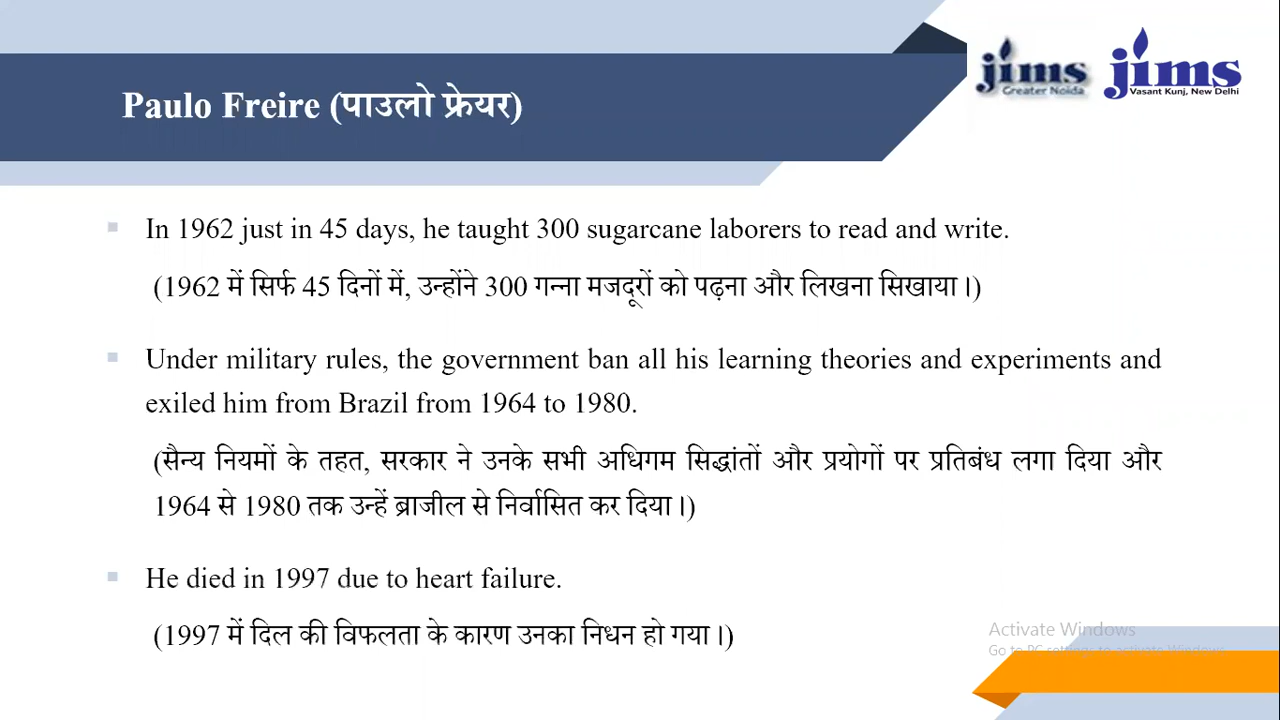 Paulo Freire (पाउलो फ्रेयर)
jims
Greater Noida
jims
Vasant Kunj, New Delhi
In 1962 just in 45 days, he taught 300 sugarcane laborers to read and write.
(1962 में सिर्फ 45 दिनों में, उन्होंने 300 गन्ना मजदूरों को पढ़ना और लिखना सिखाया।)
Under military rules, the government ban all his learning theories and experiments and
exiled him from Brazil from 1964 to 1980.
(सैन्य नियमों के तहत, सरकार ने उनके सभी अधिगम सिद्धांतों और प्रयोगों पर प्रतिबंध लगा दिया और
1964 से 1980 तक उन्हें ब्राजील से निर्वासित कर दिया।)
He died in 1997 due to heart failure.
(1997 में दिल की विफलता के कारण उनका निधन हो गया।)
Activate Windows
Go to PC settings to activate Windows.